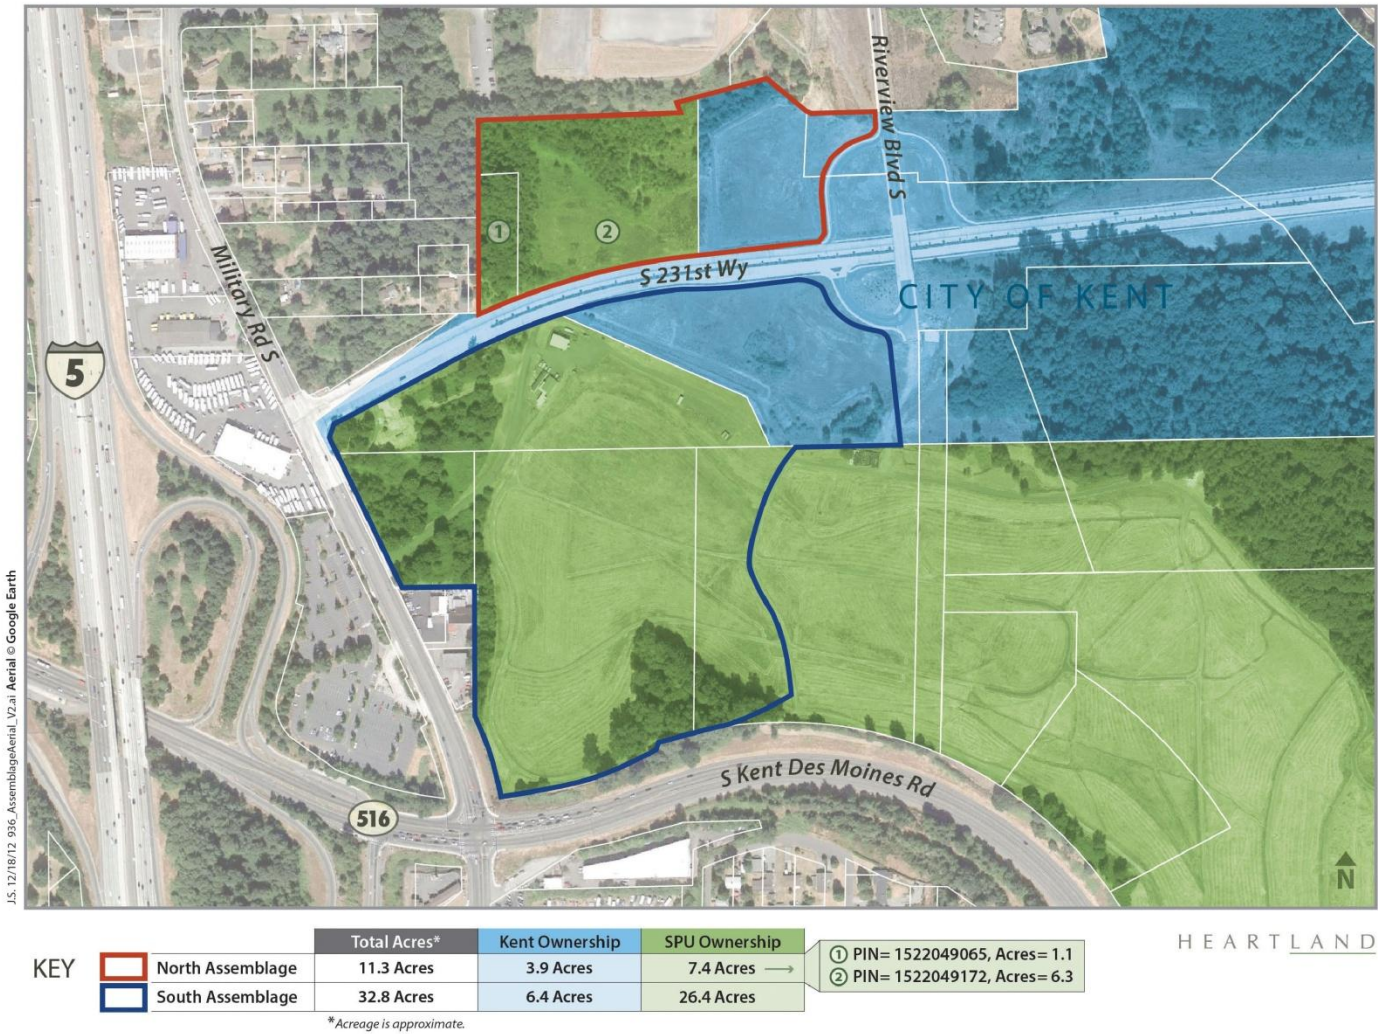 Riverview Blvd S
1
2
S 231st Wy
CITY OF KENT
Military Rd S
5
S Kent Des Moines Rd
516
N
J.S. 12/18/12 936_AssemblageAerial_V2.ai Aerial © Google Earth
HEARTLAND
KEY
Total Acres* Kent Ownership SPU Ownership
North Assemblage 11.3 Acres 3.9 Acres 7.4 Acres →
South Assemblage 32.8 Acres 6.4 Acres 26.4 Acres
1 PIN= 1522049065, Acres= 1.1
2 PIN= 1522049172, Acres= 6.3
*Acreage is approximate.